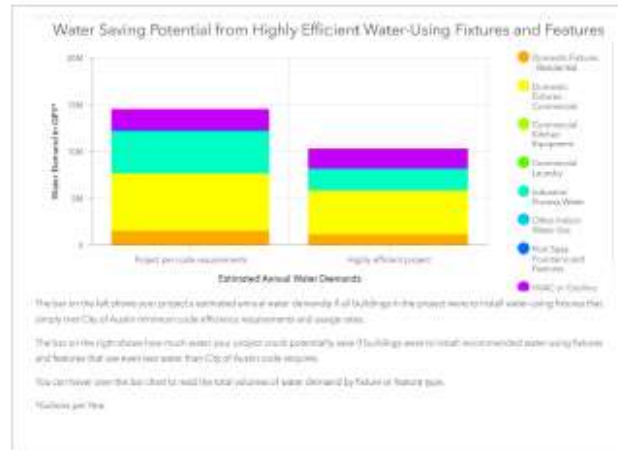 Water Saving Potential from Highly Efficient Water-Using Fixtures and Features
20M
15M
10M
5M
0
Water Demand in GPY*
Project per code requirements
Highly efficient project
Estimated Annual Water Demands
Domestic Fixtures
Residential
Domestic
Fixtures
Commercial
Commercial
Kitchen
Equipment
Commercial
Laundry
Industrial
Process Water
Other Indoor
Water Use
Pool Spas
Fountains and
Features
HVAC
The bar on the left shows your project's estimated annual water demands if all buildings in the project were to install water-using fixtures that
simply met City of Austin minimum code efficiency requirements and usage rates.
The bar on the right shows how much water your project could potentially save if buildings were to install recommended water-using fixtures
and features that use even less water than City of Austin code requires.
You can hover over the bar chart to read the total volumes of water demand by fixture or feature type.
*Gallons per Year